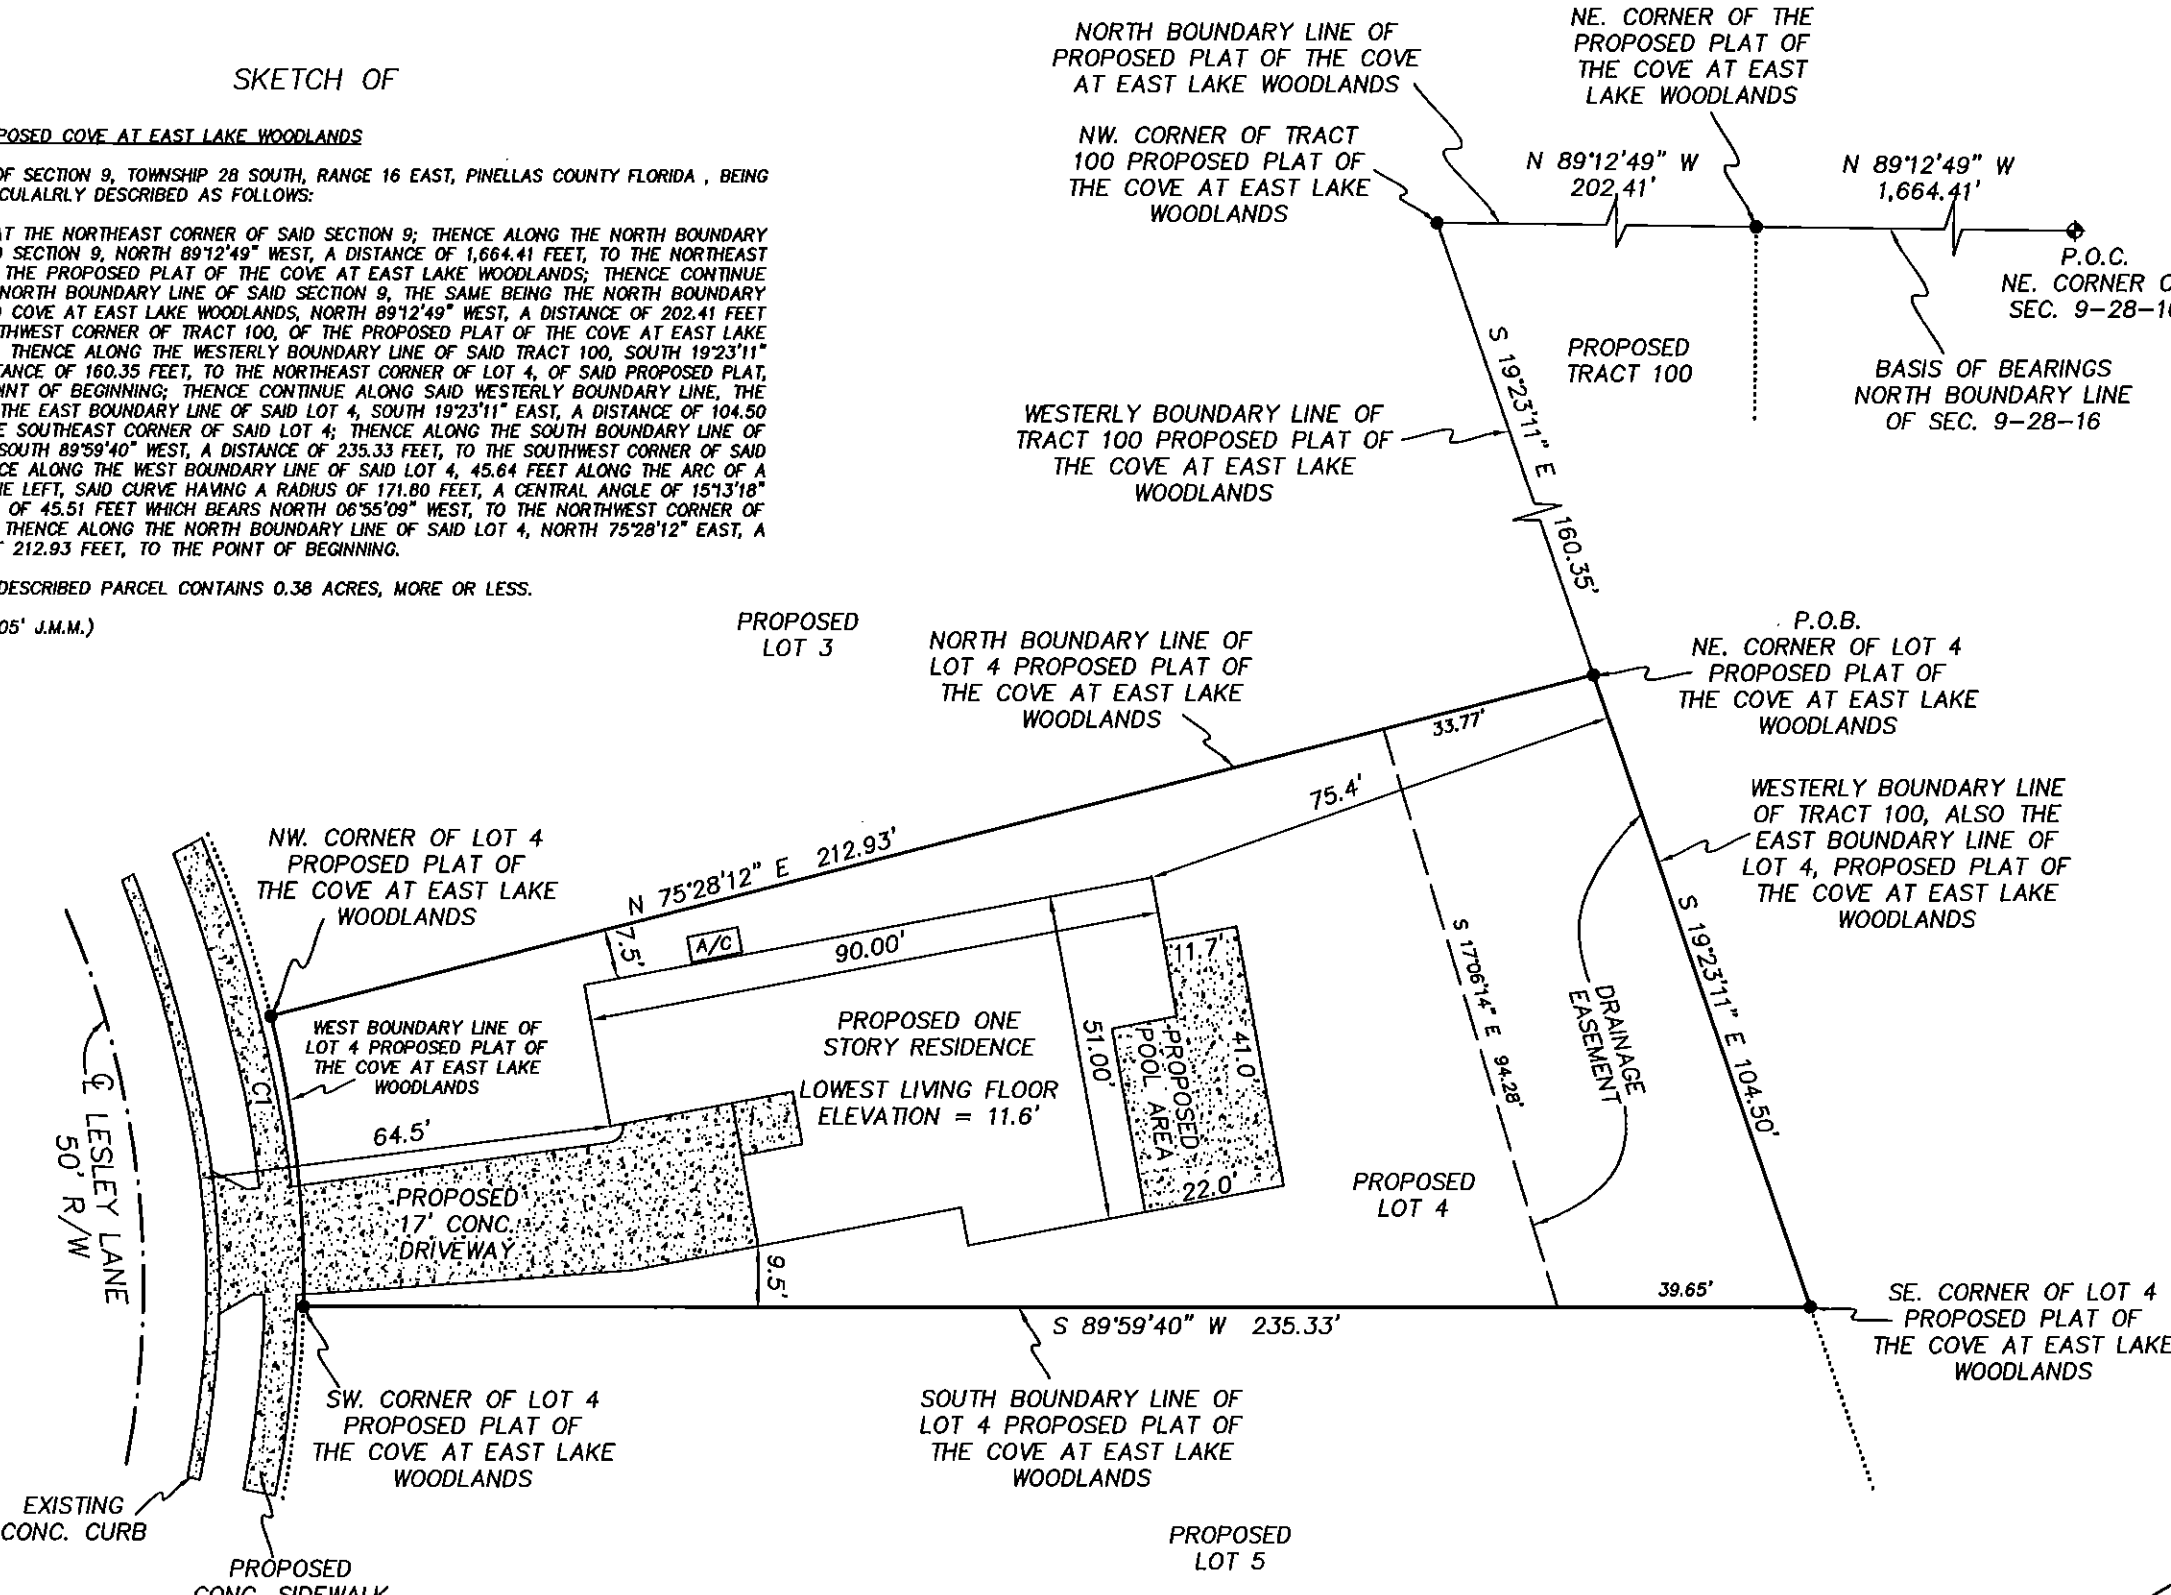 SKETCH OF
POSED COVE AT EAST LAKE WOODLANDS
OF SECTION 9, TOWNSHIP 28 SOUTH, RANGE 16 EAST, PINELLAS COUNTY FLORIDA , BEING
CULALRLY DESCRIBED AS FOLLOWS:
AT THE NORTHEAST CORNER OF SAID SECTION 9; THENCE ALONG THE NORTH BOUNDARY
SECTION 9, NORTH 89°12'49" WEST, A DISTANCE OF 1,664.41 FEET, TO THE NORTHEAST
THE PROPOSED PLAT OF THE COVE AT EAST LAKE WOODLANDS; THENCE CONTINUE
NORTH BOUNDARY LINE OF SAID SECTION 9, THE SAME BEING THE NORTH BOUNDARY
COVE AT EAST LAKE WOODLANDS, NORTH 89°12'49" WEST, A DISTANCE OF 202.41 FEET
THWEST CORNER OF TRACT 100, OF THE PROPOSED PLAT OF THE COVE AT EAST LAKE
THENCE ALONG THE WESTERLY BOUNDARY LINE OF SAID TRACT 100, SOUTH 19°23'11"
TANCE OF 160.35 FEET, TO THE NORTHEAST CORNER OF LOT 4, OF SAID PROPOSED PLAT,
INT OF BEGINNING; THENCE CONTINUE ALONG SAID WESTERLY BOUNDARY LINE, THE
THE EAST BOUNDARY LINE OF SAID LOT 4, SOUTH 19°23'11" EAST, A DISTANCE OF 104.50
E SOUTHEAST CORNER OF SAID LOT 4; THENCE ALONG THE SOUTH BOUNDARY LINE OF
SOUTH 89°59'40" WEST, A DISTANCE OF 235.33 FEET, TO THE SOUTHWEST CORNER OF SAID
CE ALONG THE WEST BOUNDARY LINE OF SAID LOT 4, 45.64 FEET ALONG THE ARC OF A
HE LEFT, SAID CURVE HAVING A RADIUS OF 171.80 FEET, A CENTRAL ANGLE OF 15°13'18"
OF 45.51 FEET WHICH BEARS NORTH 06°55'09" WEST, TO THE NORTHWEST CORNER OF
THENCE ALONG THE NORTH BOUNDARY LINE OF SAID LOT 4, NORTH 75°28'12" EAST, A
212.93 FEET, TO THE POINT OF BEGINNING.
DESCRIBED PARCEL CONTAINS 0.38 ACRES, MORE OR LESS.
05' J.M.M.)
NORTH BOUNDARY LINE OF
PROPOSED PLAT OF THE COVE
AT EAST LAKE WOODLANDS
NE. CORNER OF THE
PROPOSED PLAT OF
THE COVE AT EAST
LAKE WOODLANDS
NW. CORNER OF TRACT
100 PROPOSED PLAT OF
THE COVE AT EAST LAKE
WOODLANDS
N 89°12'49" W
202.41'
N 89°12'49" W
1,664.41'
P.O.C.
NE. CORNER O
SEC. 9-28-16
BASIS OF BEARINGS
NORTH BOUNDARY LINE
OF SEC. 9-28-16
PROPOSED
TRACT 100
S 19°23'11" E 160.35'
WESTERLY BOUNDARY LINE OF
TRACT 100 PROPOSED PLAT OF
THE COVE AT EAST LAKE
WOODLANDS
PROPOSED
LOT 3
NORTH BOUNDARY LINE OF
LOT 4 PROPOSED PLAT OF
THE COVE AT EAST LAKE
WOODLANDS
P.O.B.
NE. CORNER OF LOT 4
PROPOSED PLAT OF
THE COVE AT EAST LAKE
WOODLANDS
33.77'
75.4'
WESTERLY BOUNDARY LINE
OF TRACT 100, ALSO THE
EAST BOUNDARY LINE OF
LOT 4, PROPOSED PLAT OF
THE COVE AT EAST LAKE
WOODLANDS
NW. CORNER OF LOT 4
PROPOSED PLAT OF
THE COVE AT EAST LAKE
WOODLANDS
N 75°28'12" E 212.93'
7.5'
A/C
90.00'
11.7'
S 17°06'14" E 94.28'
S 19°23'11" E 104.50'
DRAINAGE
EASEMENT
WEST BOUNDARY LINE OF
LOT 4 PROPOSED PLAT OF
THE COVE AT EAST LAKE
WOODLANDS
C1
PROPOSED ONE
STORY RESIDENCE
LOWEST LIVING FLOOR
ELEVATION = 11.6'
51.00'
PROPOSED
POOL AREA
41.0'
22.0'
64.5'
℄ LESLEY LANE
50' R/W
PROPOSED
17' CONC.
DRIVEWAY
9.5'
PROPOSED
LOT 4
39.65'
S 89°59'40" W 235.33'
SE. CORNER OF LOT 4
PROPOSED PLAT OF
THE COVE AT EAST LAKE
WOODLANDS
SW. CORNER OF LOT 4
PROPOSED PLAT OF
THE COVE AT EAST LAKE
WOODLANDS
SOUTH BOUNDARY LINE OF
LOT 4 PROPOSED PLAT OF
THE COVE AT EAST LAKE
WOODLANDS
EXISTING
CONC. CURB
PROPOSED
CONC. SIDEWALK
PROPOSED
LOT 5